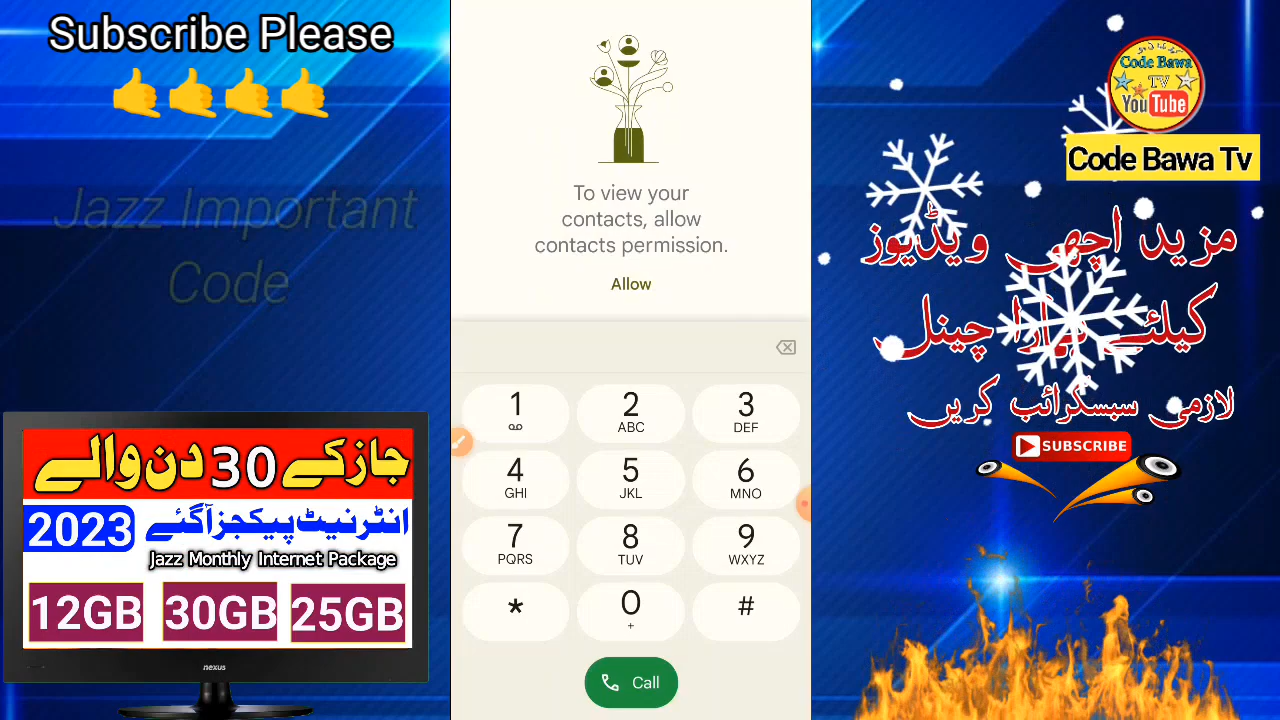 Subscribe Please
Jazz Important
Code
جاز کے 30 دن والے
انٹرنیٹ پیکجز آگئے
2023
Jazz Monthly Internet Package
12GB 30GB 25GB
nexus
To view your
contacts, allow
contacts permission.
Allow
1
2
ABC
3
DEF
4
GHI
5
JKL
6
MNO
7
PQRS
8
TUV
9
WXYZ
*
0
+
#
Call
Code Bawa
TV
YouTube
Code Bawa Tv
مزید اچھی ویڈیوز
کیلئے ہمارا چینل
لازمی سبسکرائب کریں
SUBSCRIBE